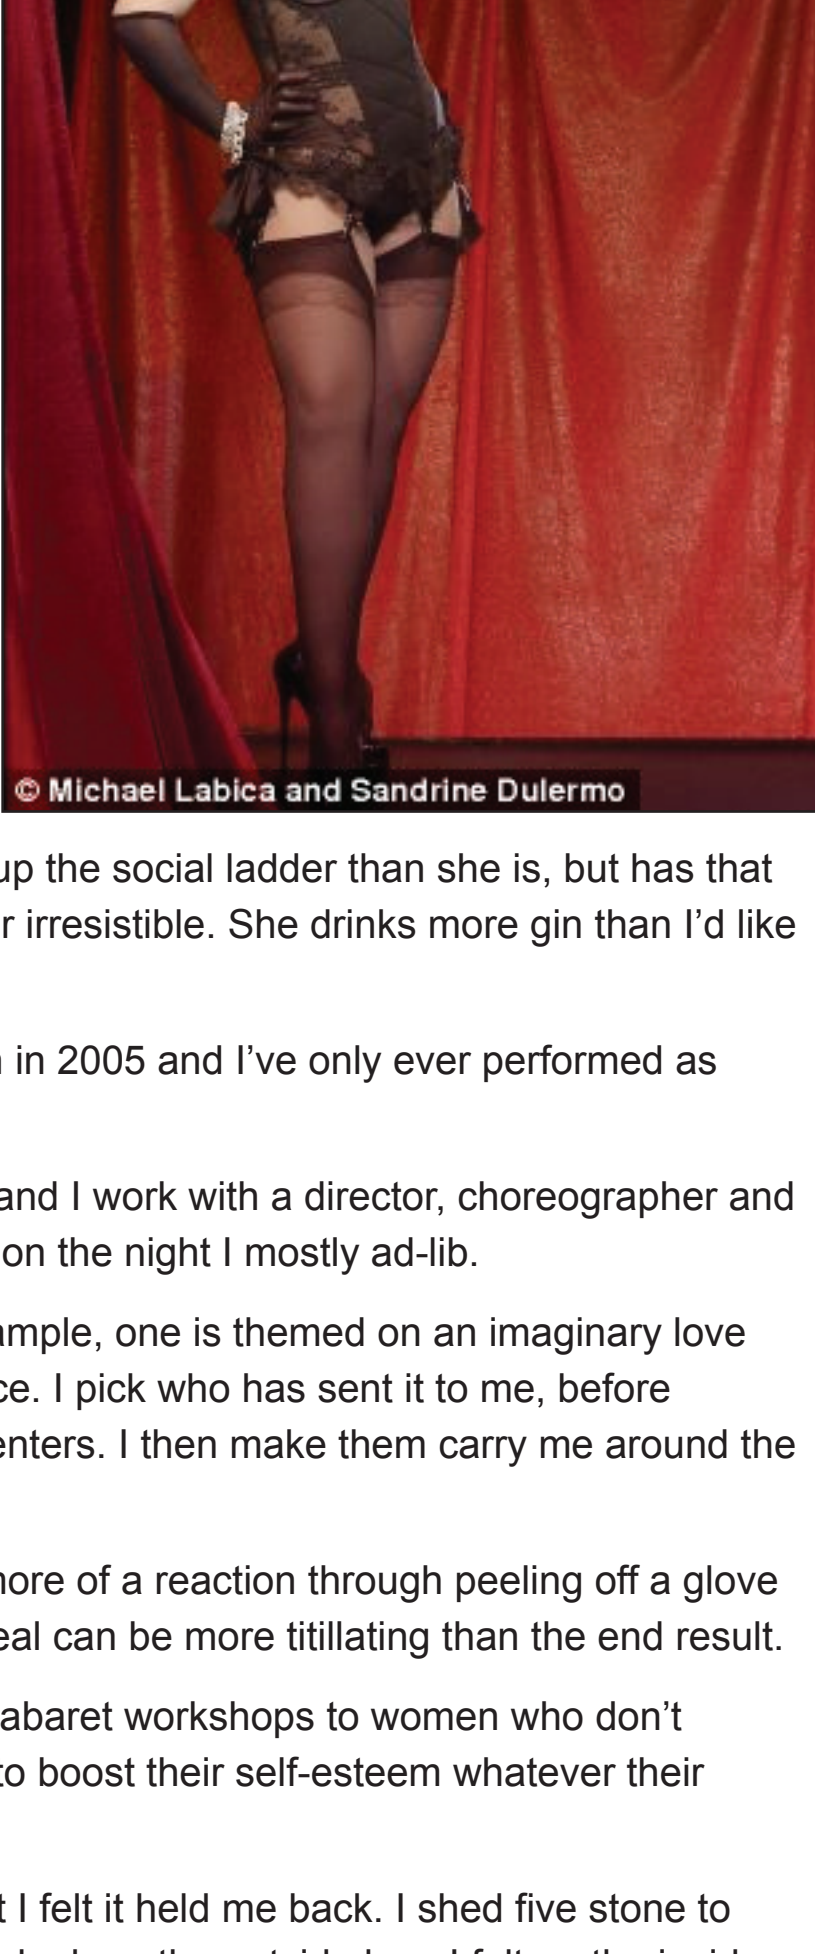 © Michael Labica and Sandrine Dulermo
up the social ladder than she is, but has that
r irresistible. She drinks more gin than I’d like
in 2005 and I’ve only ever performed as
and I work with a director, choreographer and
on the night I mostly ad-lib.
ample, one is themed on an imaginary love
ce. I pick who has sent it to me, before
enters. I then make them carry me around the
more of a reaction through peeling off a glove
eal can be more titillating than the end result.
abaret workshops to women who don’t
to boost their self-esteem whatever their
t I felt it held me back. I shed five stone to